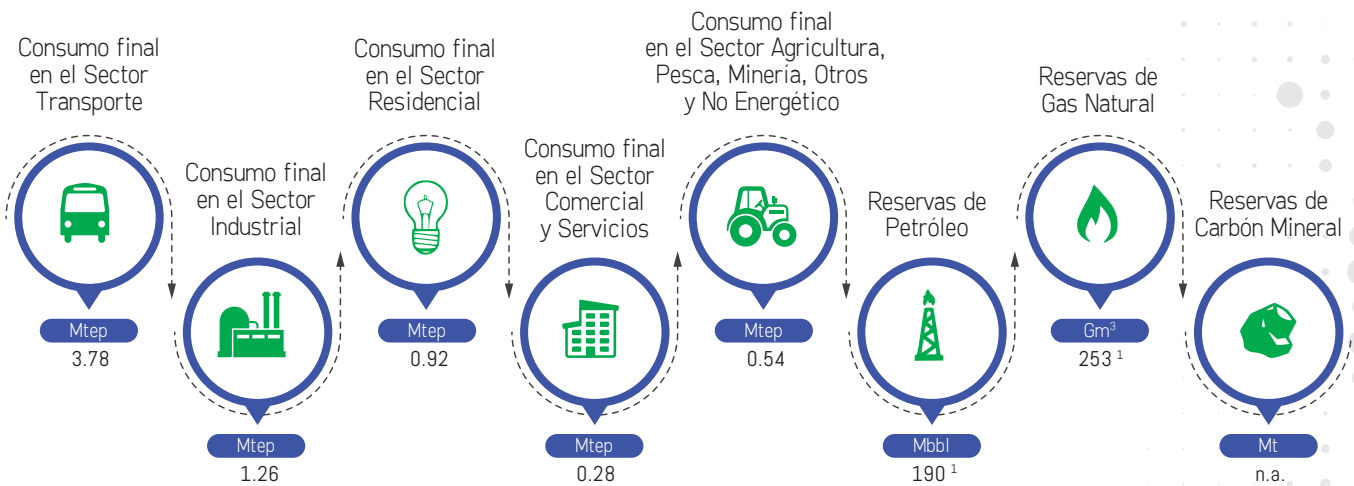 Consumo final
en el Sector
Transporte
Mtep
3.78
Consumo final
en el Sector
Industrial
Mtep
1.26
Consumo final
en el Sector
Residencial
Mtep
0.92
Consumo final
en el Sector
Comercial
y Servicios
Mtep
0.28
Consumo final
en el Sector Agricultura,
Pesca, Minería, Otros
y No Energético
Mtep
0.54
Reservas de
Petróleo
Mbbl
190 ¹
Reservas de
Gas Natural
Gm³
253 ¹
Reservas de
Carbón Mineral
Mt
n.a.